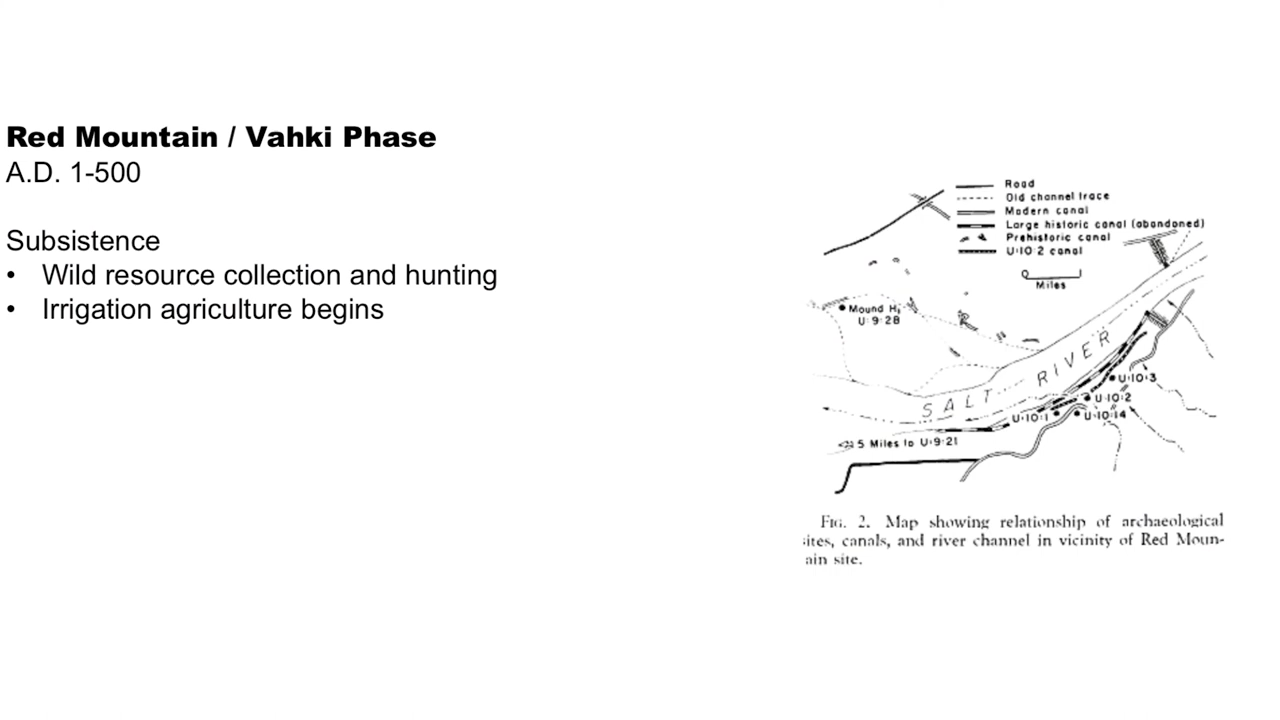 Red Mountain / Vahki Phase
A.D. 1-500
Subsistence
• Wild resource collection and hunting
• Irrigation agriculture begins
Road
Old channel trace
Modern canal
Large historic canal (abandoned)
Prehistoric canal
U:10:2 canal
Miles
Mound H,
U:9:28
SALT RIVER
U:10:3
U:10:2
U:10:1
U:10:14
5 Miles to U:9:21
FIG. 2. Map showing relationship of archaeological
ites, canals, and river channel in vicinity of Red Moun-
ain site.